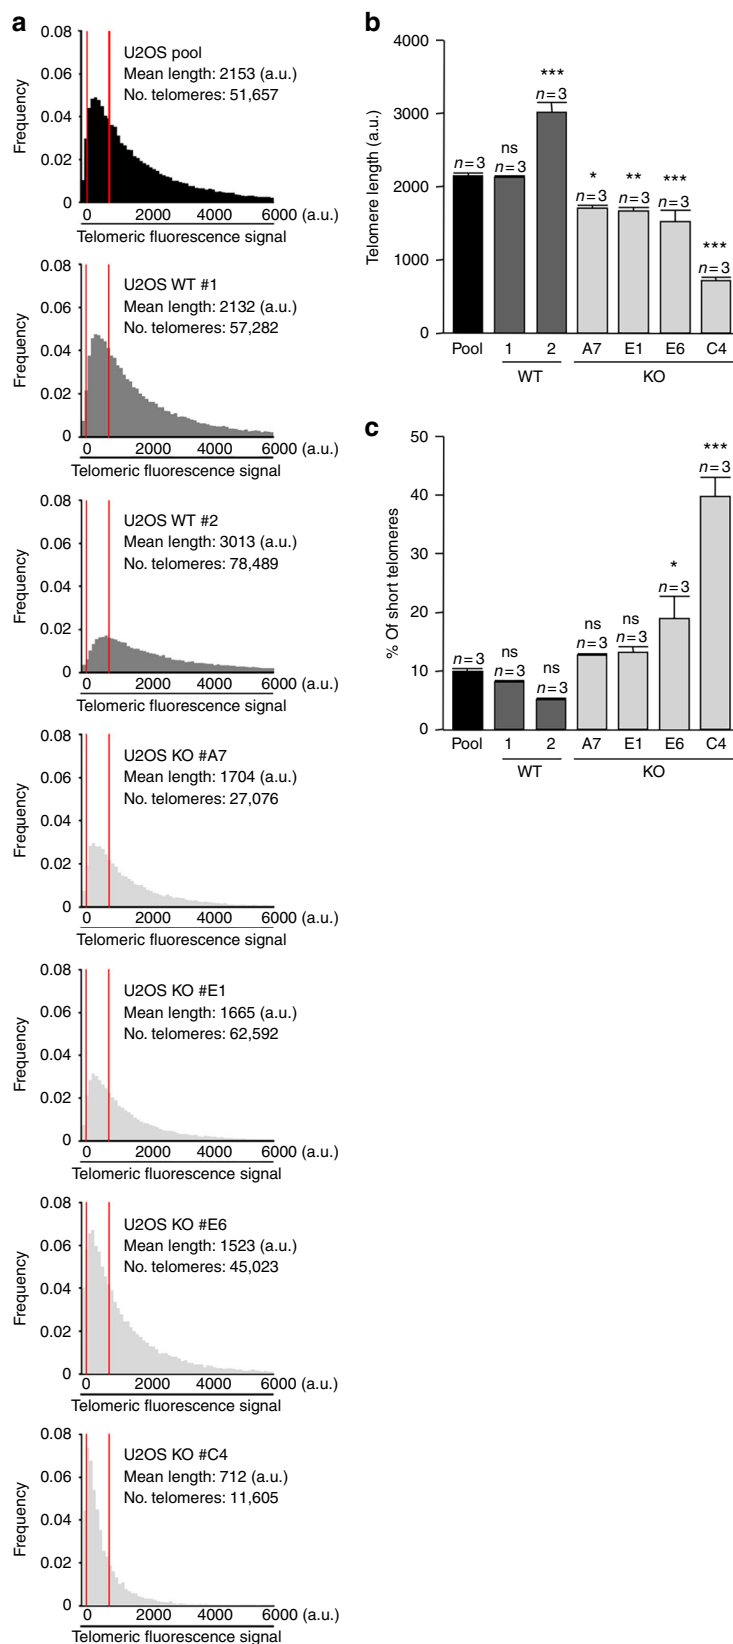 a
0.08
0.06
0.04
0.02
0
Frequency
U2OS pool
Mean length: 2153 (a.u.)
No. telomeres: 51,657
0 2000 4000 6000 (a.u.)
Telomeric fluorescence signal
0.08
0.06
0.04
0.02
0
Frequency
U2OS WT #1
Mean length: 2132 (a.u.)
No. telomeres: 57,282
0 2000 4000 6000 (a.u.)
Telomeric fluorescence signal
0.08
0.06
0.04
0.02
0
Frequency
U2OS WT #2
Mean length: 3013 (a.u.)
No. telomeres: 78,489
0 2000 4000 6000 (a.u.)
Telomeric fluorescence signal
0.08
0.06
0.04
0.02
0
Frequency
U2OS KO #A7
Mean length: 1704 (a.u.)
No. telomeres: 27,076
0 2000 4000 6000 (a.u.)
Telomeric fluorescence signal
0.08
0.06
0.04
0.02
0
Frequency
U2OS KO #E1
Mean length: 1665 (a.u.)
No. telomeres: 62,592
0 2000 4000 6000 (a.u.)
Telomeric fluorescence signal
0.08
0.06
0.04
0.02
0
Frequency
U2OS KO #E6
Mean length: 1523 (a.u.)
No. telomeres: 45,023
0 2000 4000 6000 (a.u.)
Telomeric fluorescence signal
0.08
0.06
0.04
0.02
0
Frequency
U2OS KO #C4
Mean length: 712 (a.u.)
No. telomeres: 11,605
0 2000 4000 6000 (a.u.)
Telomeric fluorescence signal
b
4000
3000
2000
1000
0
Telomere length (a.u.)
n=3
ns
n=3
***
n=3
*
n=3
**
n=3
***
n=3
***
n=3
Pool 1 2 A7 E1 E6 C4
WT KO
c
50
40
30
20
10
0
% Of short telomeres
n=3
ns
n=3
ns
n=3
ns
n=3
ns
n=3
*
n=3
***
n=3
Pool 1 2 A7 E1 E6 C4
WT KO